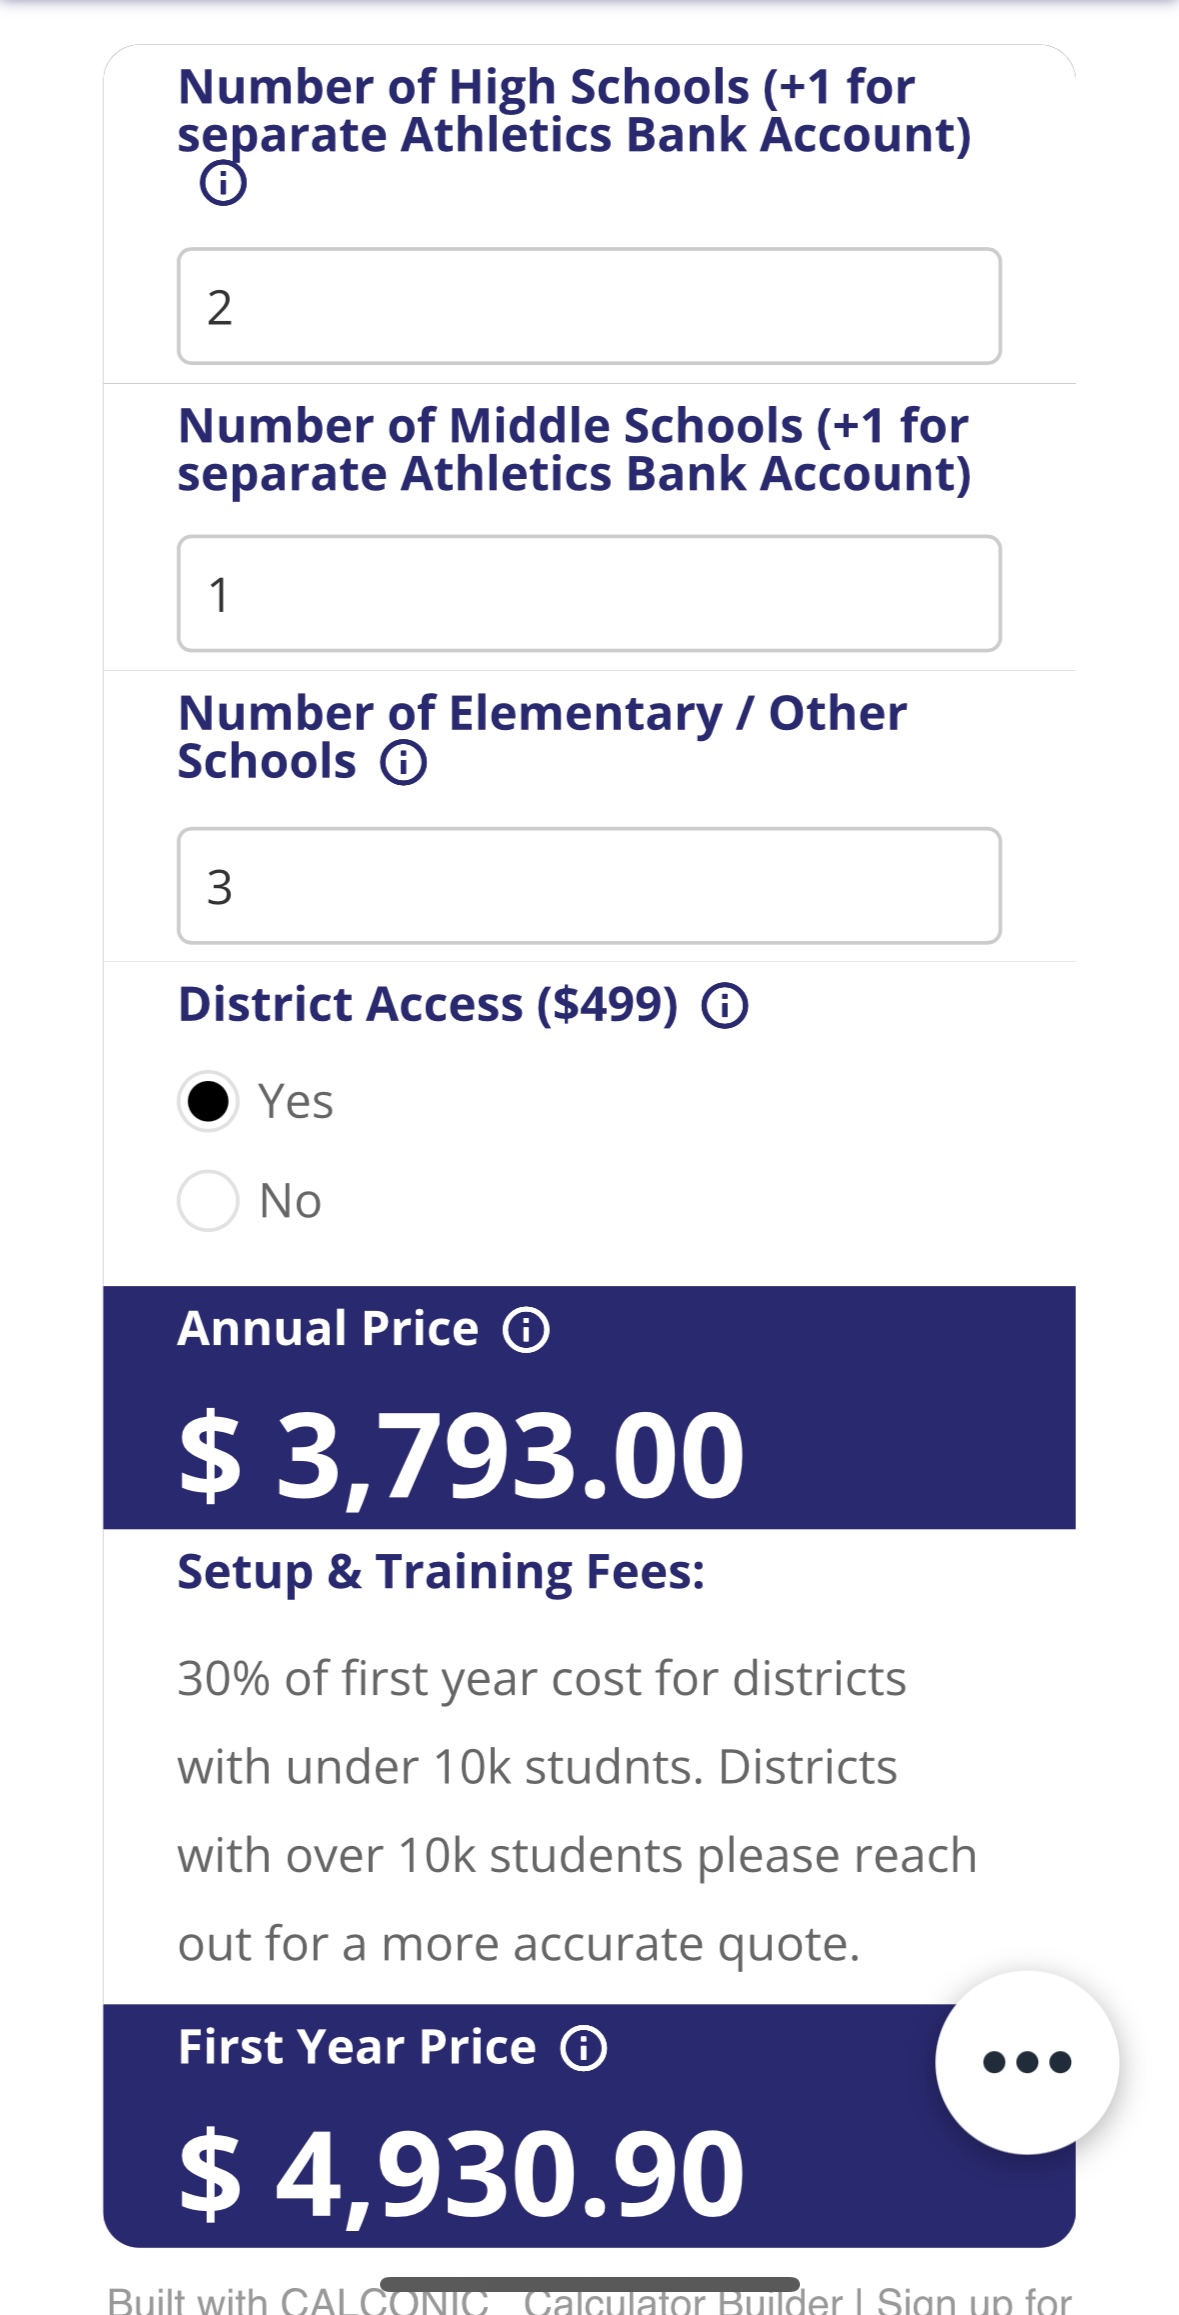 Number of High Schools (+1 for
separate Athletics Bank Account)
2
Number of Middle Schools (+1 for
separate Athletics Bank Account)
1
Number of Elementary / Other
Schools
3
District Access ($499)
Yes
No
Annual Price
$ 3,793.00
Setup & Training Fees:
30% of first year cost for districts
with under 10k studnts. Districts
with over 10k students please reach
out for a more accurate quote.
First Year Price
$ 4,930.90
Built with CALCONIC Calculator Builder | Sign up for